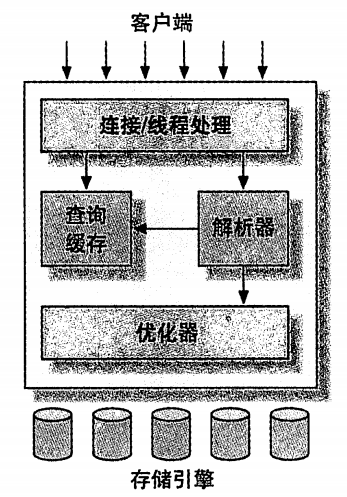 客户端
连接/线程处理
查询
缓存
解析器
优化器
存储引擎